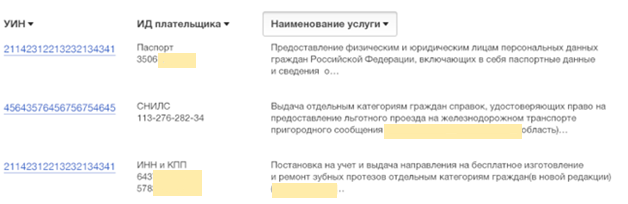 УИН ИД плательщика Наименование услуги
21142312213232134341 Паспорт Предоставление физическим и юридическим лицам персональных данных
3506 граждан Российской Федерации, включающих в себя паспортные данные
и сведения о...
45643576456756754645 СНИЛС Выдача отдельным категориям граждан справок, удостоверяющих право на
113-276-282-34 предоставление льготного проезда на железнодорожном транспорте
пригородного сообщения область)...
21142312213232134341 ИНН и КПП Постановка на учет и выдача направления на бесплатное изготовление
643 и ремонт зубных протезов отдельным категориям граждан(в новой редакции)
578 (...